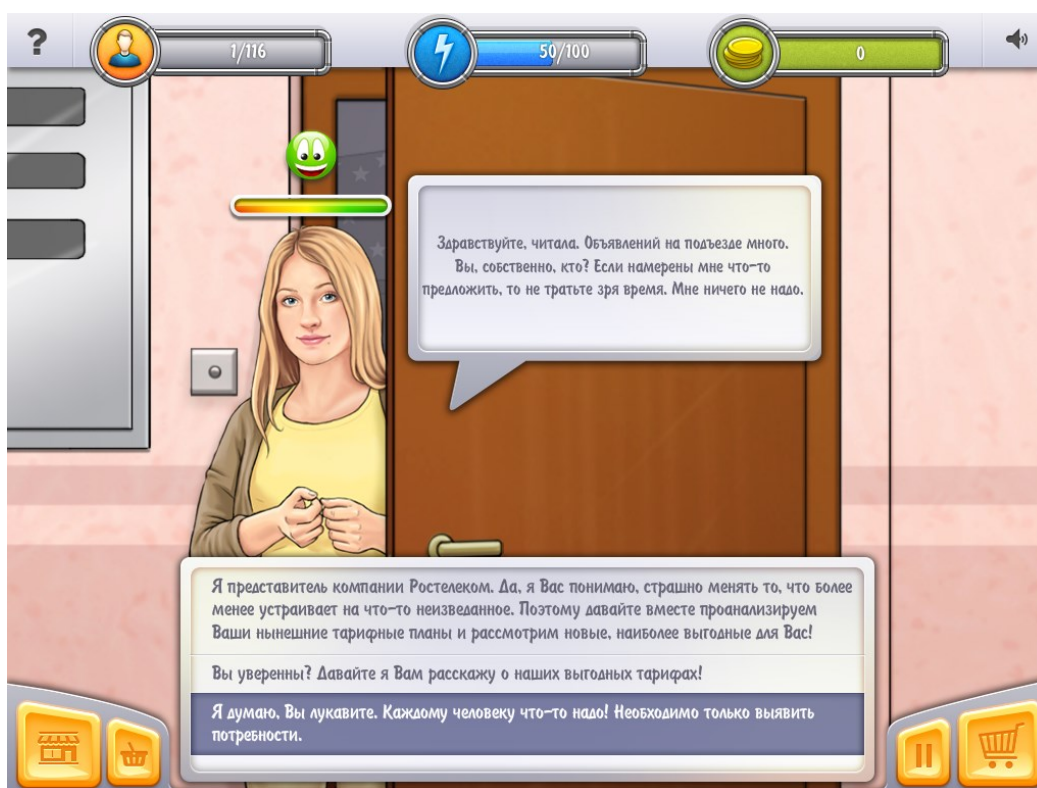 ?
1/116
50/100
0
Здравствуйте, читала. Объявлений на подъезде много.
Вы, собственно, кто? Если намерены мне что-то
предложить, то не тратьте зря время. Мне ничего не надо.
Я представитель компании Ростелеком. Да, я Вас понимаю, страшно менять то, что более
менее устраивает на что-то неизведанное. Поэтому давайте вместе проанализируем
Ваши нынешние тарифные планы и рассмотрим новые, наиболее выгодные для Вас!
Вы уверенны? Давайте я Вам расскажу о наших выгодных тарифах!
Я думаю, Вы лукавите. Каждому человеку что-то надо! Необходимо только выявить
потребности.